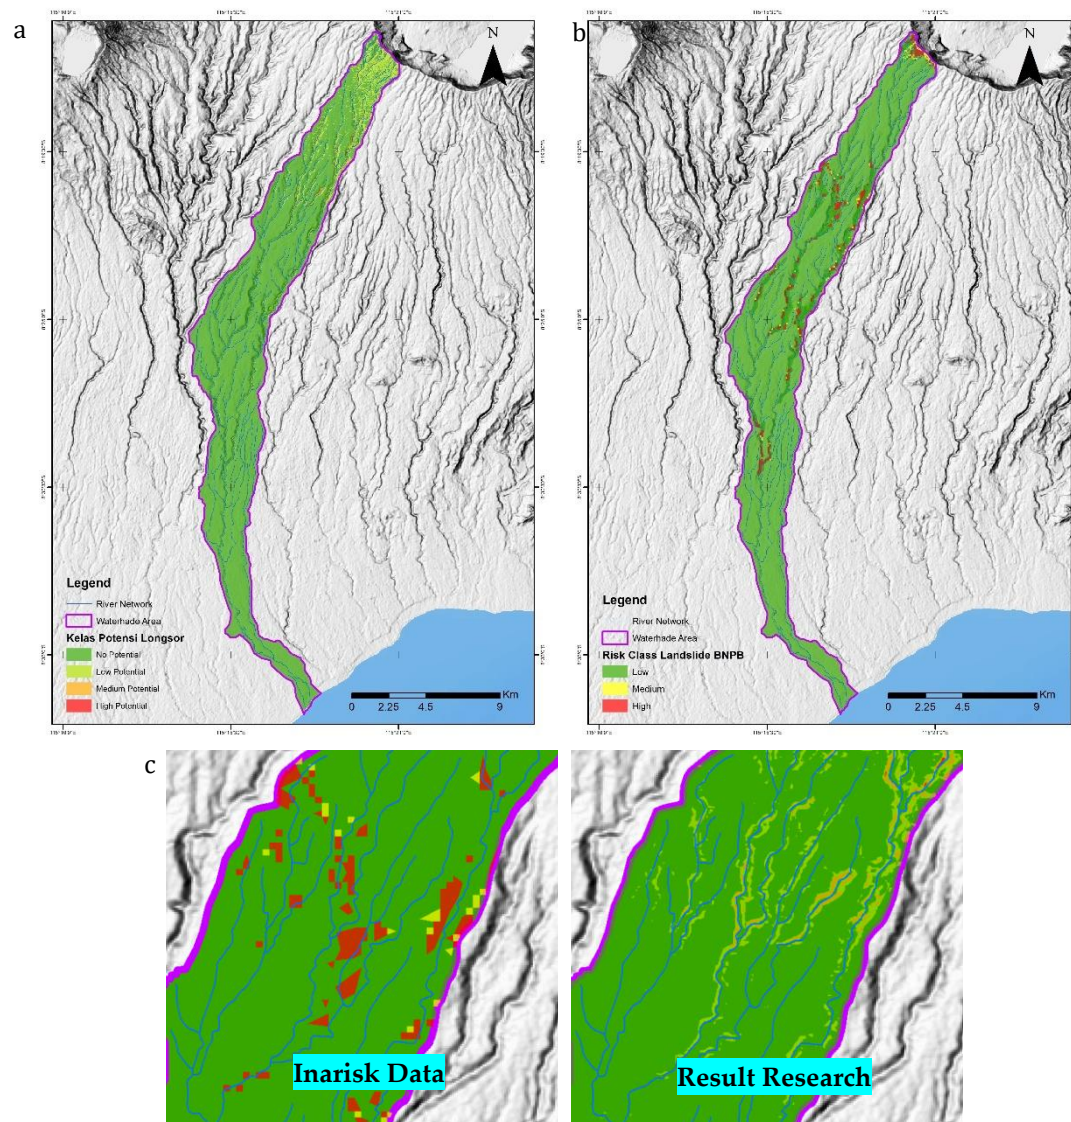 a
N
Legend
River Network
Waterhade Area
Kelas Potensi Longsor
No Potential
Low Potential
Medium Potential
High Potential
Km
0 2.25 4.5 9
b
N
Legend
River Network
Waterhade Area
Risk Class Landslide BNPB
Low
Medium
High
Km
0 2.25 4.5 9
c
Inarisk Data
Result Research